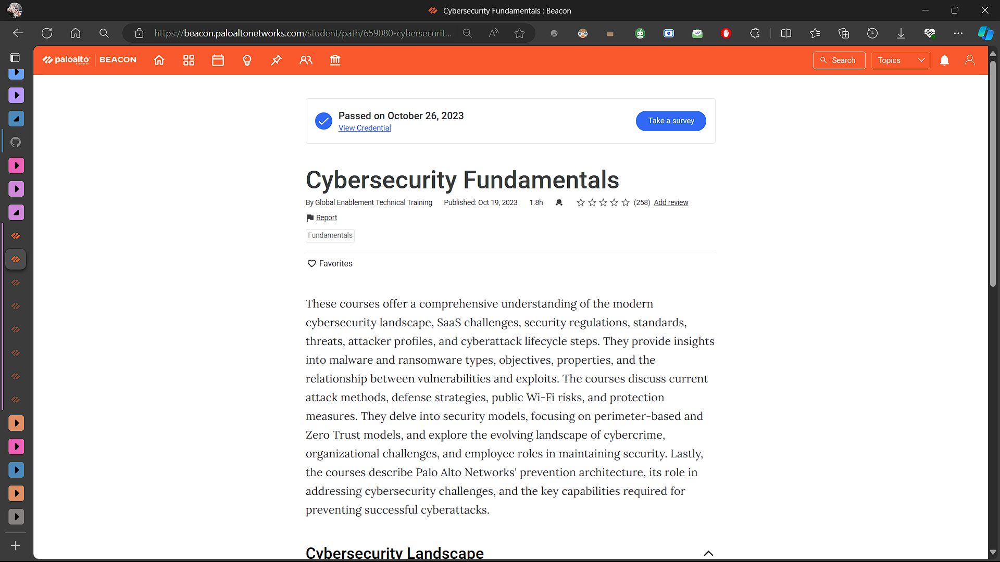 Cybersecurity Fundamentals : Beacon
https://beacon.paloaltonetworks.com/student/path/659080-cybersecurit...
paloalto NETWORKS BEACON
Search
Topics
Passed on October 26, 2023
View Credential
Take a survey
Cybersecurity Fundamentals
By Global Enablement Technical Training Published: Oct 19, 2023 1.8h (258) Add review
Report
Fundamentals
Favorites
These courses offer a comprehensive understanding of the modern
cybersecurity landscape, SaaS challenges, security regulations, standards,
threats, attacker profiles, and cyberattack lifecycle steps. They provide insights
into malware and ransomware types, objectives, properties, and the
relationship between vulnerabilities and exploits. The courses discuss current
attack methods, defense strategies, public Wi-Fi risks, and protection
measures. They delve into security models, focusing on perimeter-based and
Zero Trust models, and explore the evolving landscape of cybercrime,
organizational challenges, and employee roles in maintaining security. Lastly,
the courses describe Palo Alto Networks' prevention architecture, its role in
addressing cybersecurity challenges, and the key capabilities required for
preventing successful cyberattacks.
Cybersecurity Landscape